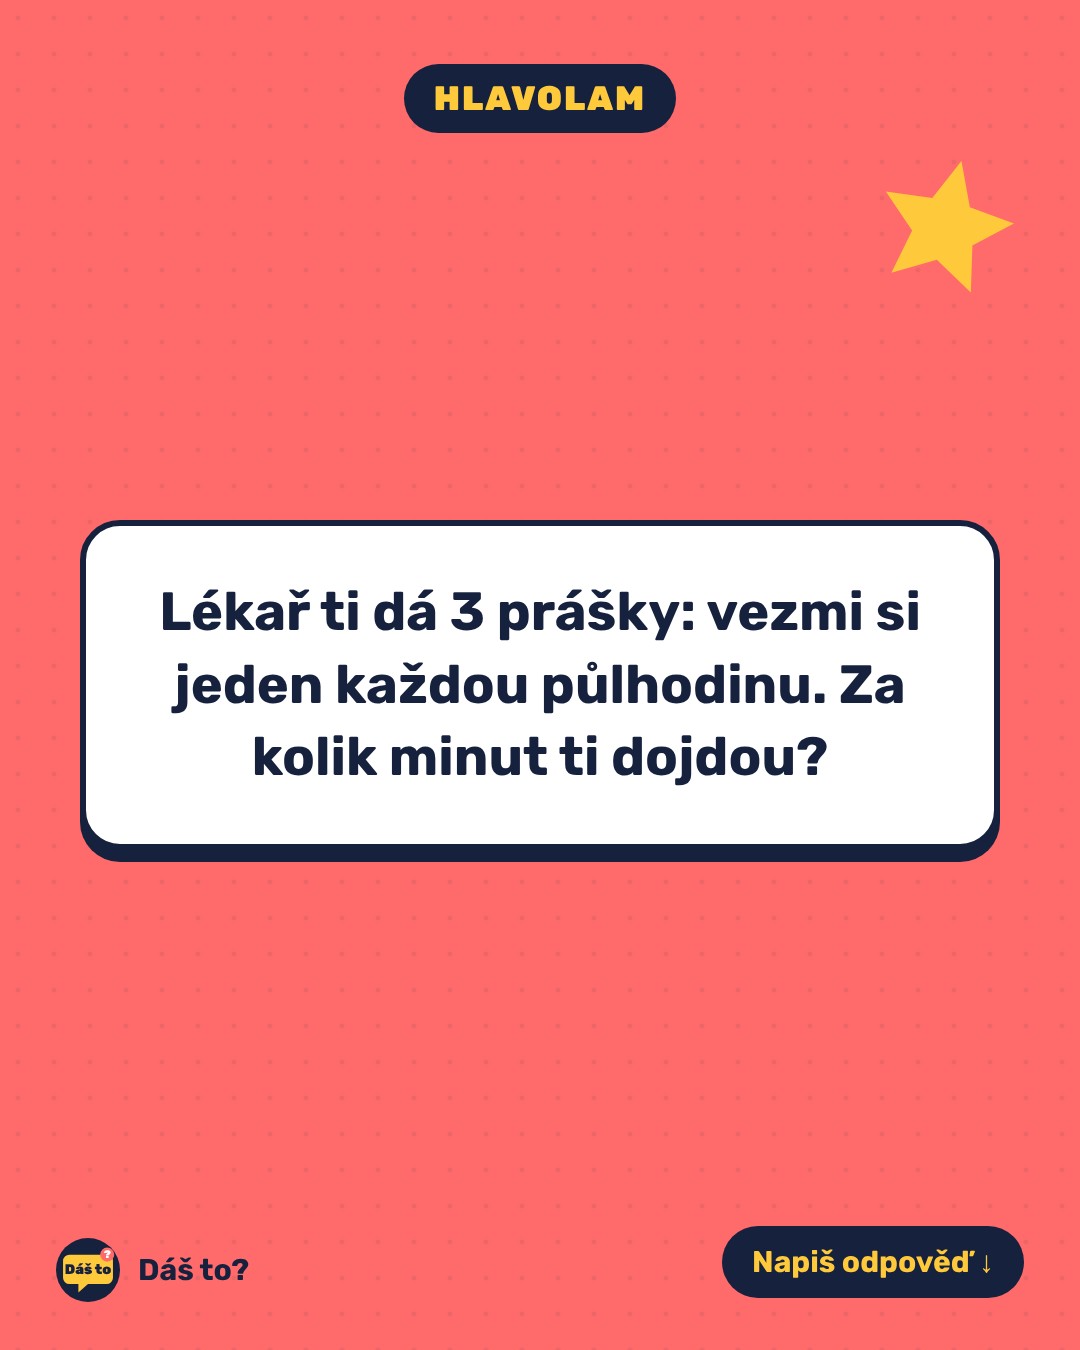 HLAVOLAM
Lékař ti dá 3 prášky: vezmi si
jeden každou půlhodinu. Za
kolik minut ti dojdou?
Dáš to
?
Dáš to?
Napiš odpověď ↓